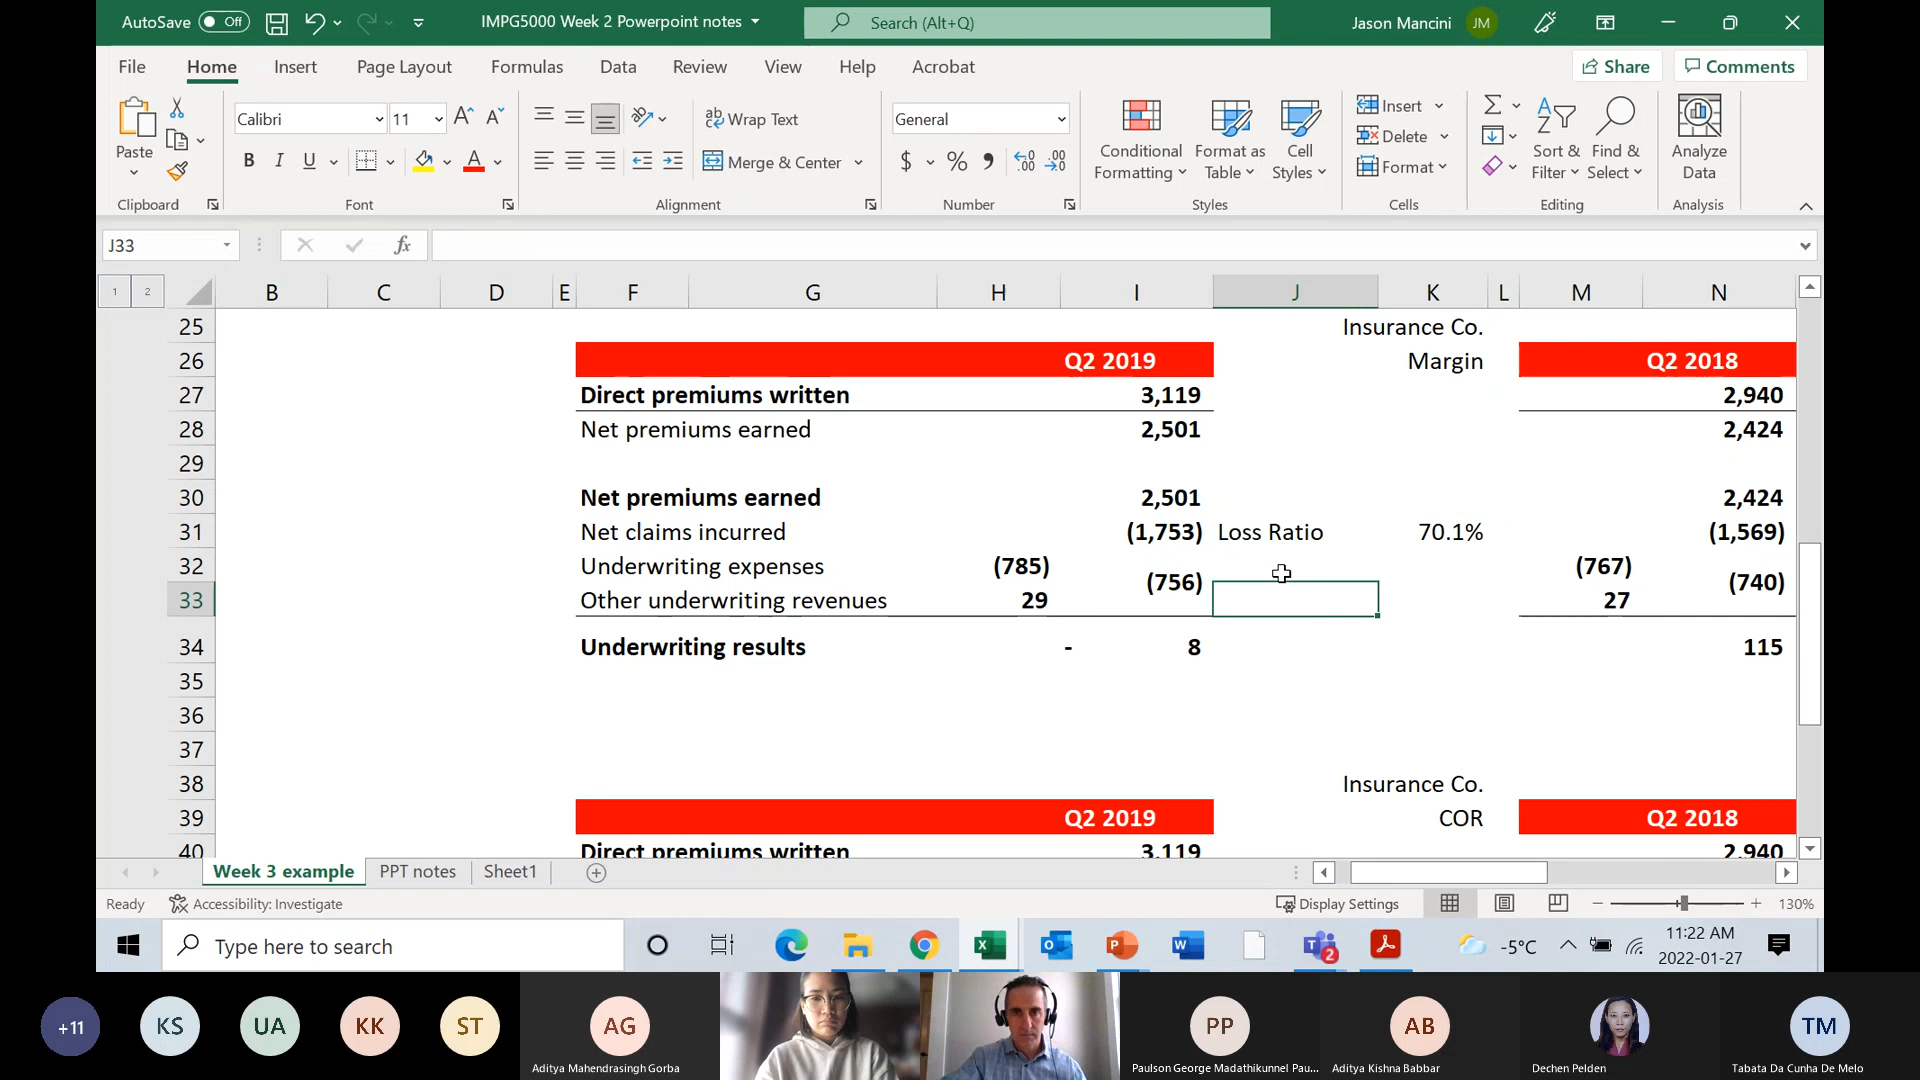 AutoSave Off IMPG5000 Week 2 Powerpoint notes Search (Alt+Q) Jason Mancini JM
File Home Insert Page Layout Formulas Data Review View Help Acrobat Share Comments
Calibri 11 Wrap Text General Insert
Paste B I U Merge & Center $ % Conditional Formatting Format as Table Cell Styles Delete Format Sort & Filter Find & Select Analyze Data
Clipboard Font Alignment Number Styles Cells Editing Analysis
J33 fx
1 2 B C D E F G H I J K L M N
25 Insurance Co.
26 Q2 2019 Margin Q2 2018
27 Direct premiums written 3,119 2,940
28 Net premiums earned 2,501 2,424
29
30 Net premiums earned 2,501 2,424
31 Net claims incurred (1,753) Loss Ratio 70.1% (1,569)
32 Underwriting expenses (785) (767)
(756) (740)
33 Other underwriting revenues 29 27
34 Underwriting results - 8 115
35
36
37
38 Insurance Co.
39 Q2 2019 COR Q2 2018
40 Direct premiums written 3,119 2,940
Week 3 example PPT notes Sheet1
Ready Accessibility: Investigate Display Settings 130%
Type here to search 2 -5°C 11:22 AM
2022-01-27
+11 KS UA KK ST AG PP AB TM
Aditya Mahendrasingh Gorba Paulson George Madathikunnel Pau... Aditya Kishna Babbar Dechen Pelden Tabata Da Cunha De Melo